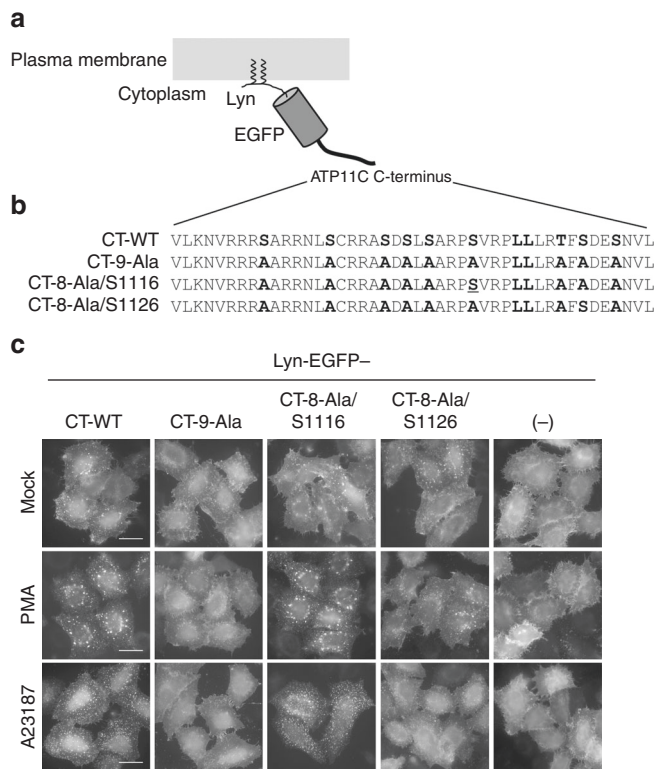 a
Plasma membrane
Cytoplasm
Lyn
EGFP
ATP11C C-terminus
b
CT-WT VLKNVRRRSARRNLSCRRASDSLSARPSVRPLLLRTFSDESNVL
CT-9-Ala VLKNVRRRAARRNLACRRAADALAARPAVRPLLLRAFADEANVL
CT-8-Ala/S1116 VLKNVRRRAARRNLACRRAADALAARPSVRPLLLRAFADEANVL
CT-8-Ala/S1126 VLKNVRRRAARRNLACRRAADALAARPAVRPLLLRAFSDEANVL
c
Lyn-EGFP–
CT-WT CT-9-Ala CT-8-Ala/ S1116 CT-8-Ala/ S1126 (–)
Mock
PMA
A23187